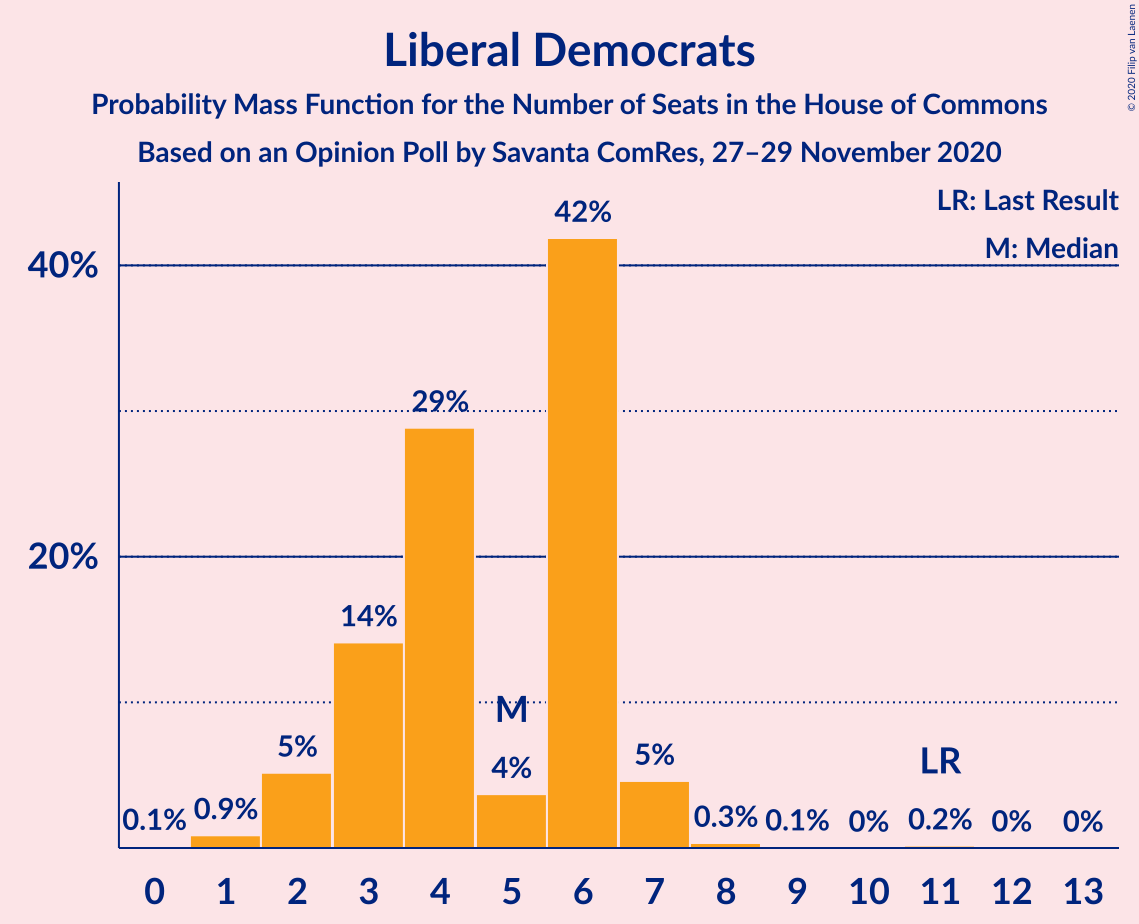 © 2020 Filip van Laenen
Liberal Democrats
Probability Mass Function for the Number of Seats in the House of Commons
Based on an Opinion Poll by Savanta ComRes, 27–29 November 2020
LR: Last Result
M: Median
42%
40%
29%
20%
14%
M
5%
4%
5%
LR
0.1%
0.9%
0.3%
0.1%
0%
0.2%
0%
0%
0 1 2 3 4 5 6 7 8 9 10 11 12 13